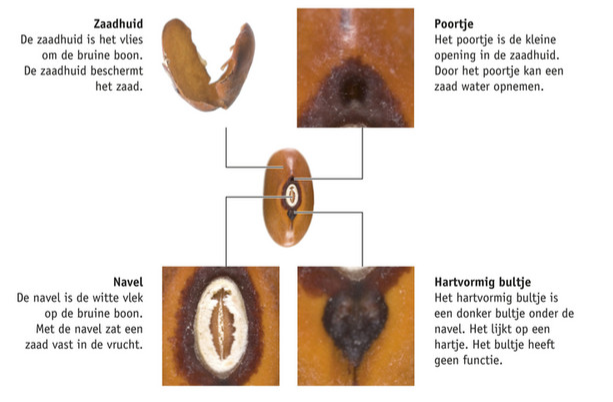 Zaadhuid
De zaadhuid is het vlies
om de bruine boon.
De zaadhuid beschermt
het zaad.
Poortje
Het poortje is de kleine
opening in de zaadhuid.
Door het poortje kan een
zaad water opnemen.
Navel
De navel is de witte vlek
op de bruine boon.
Met de navel zat een
zaad vast in de vrucht.
Hartvormig bultje
Het hartvormig bultje is
een donker bultje onder de
navel. Het lijkt op een
hartje. Het bultje heeft
geen functie.